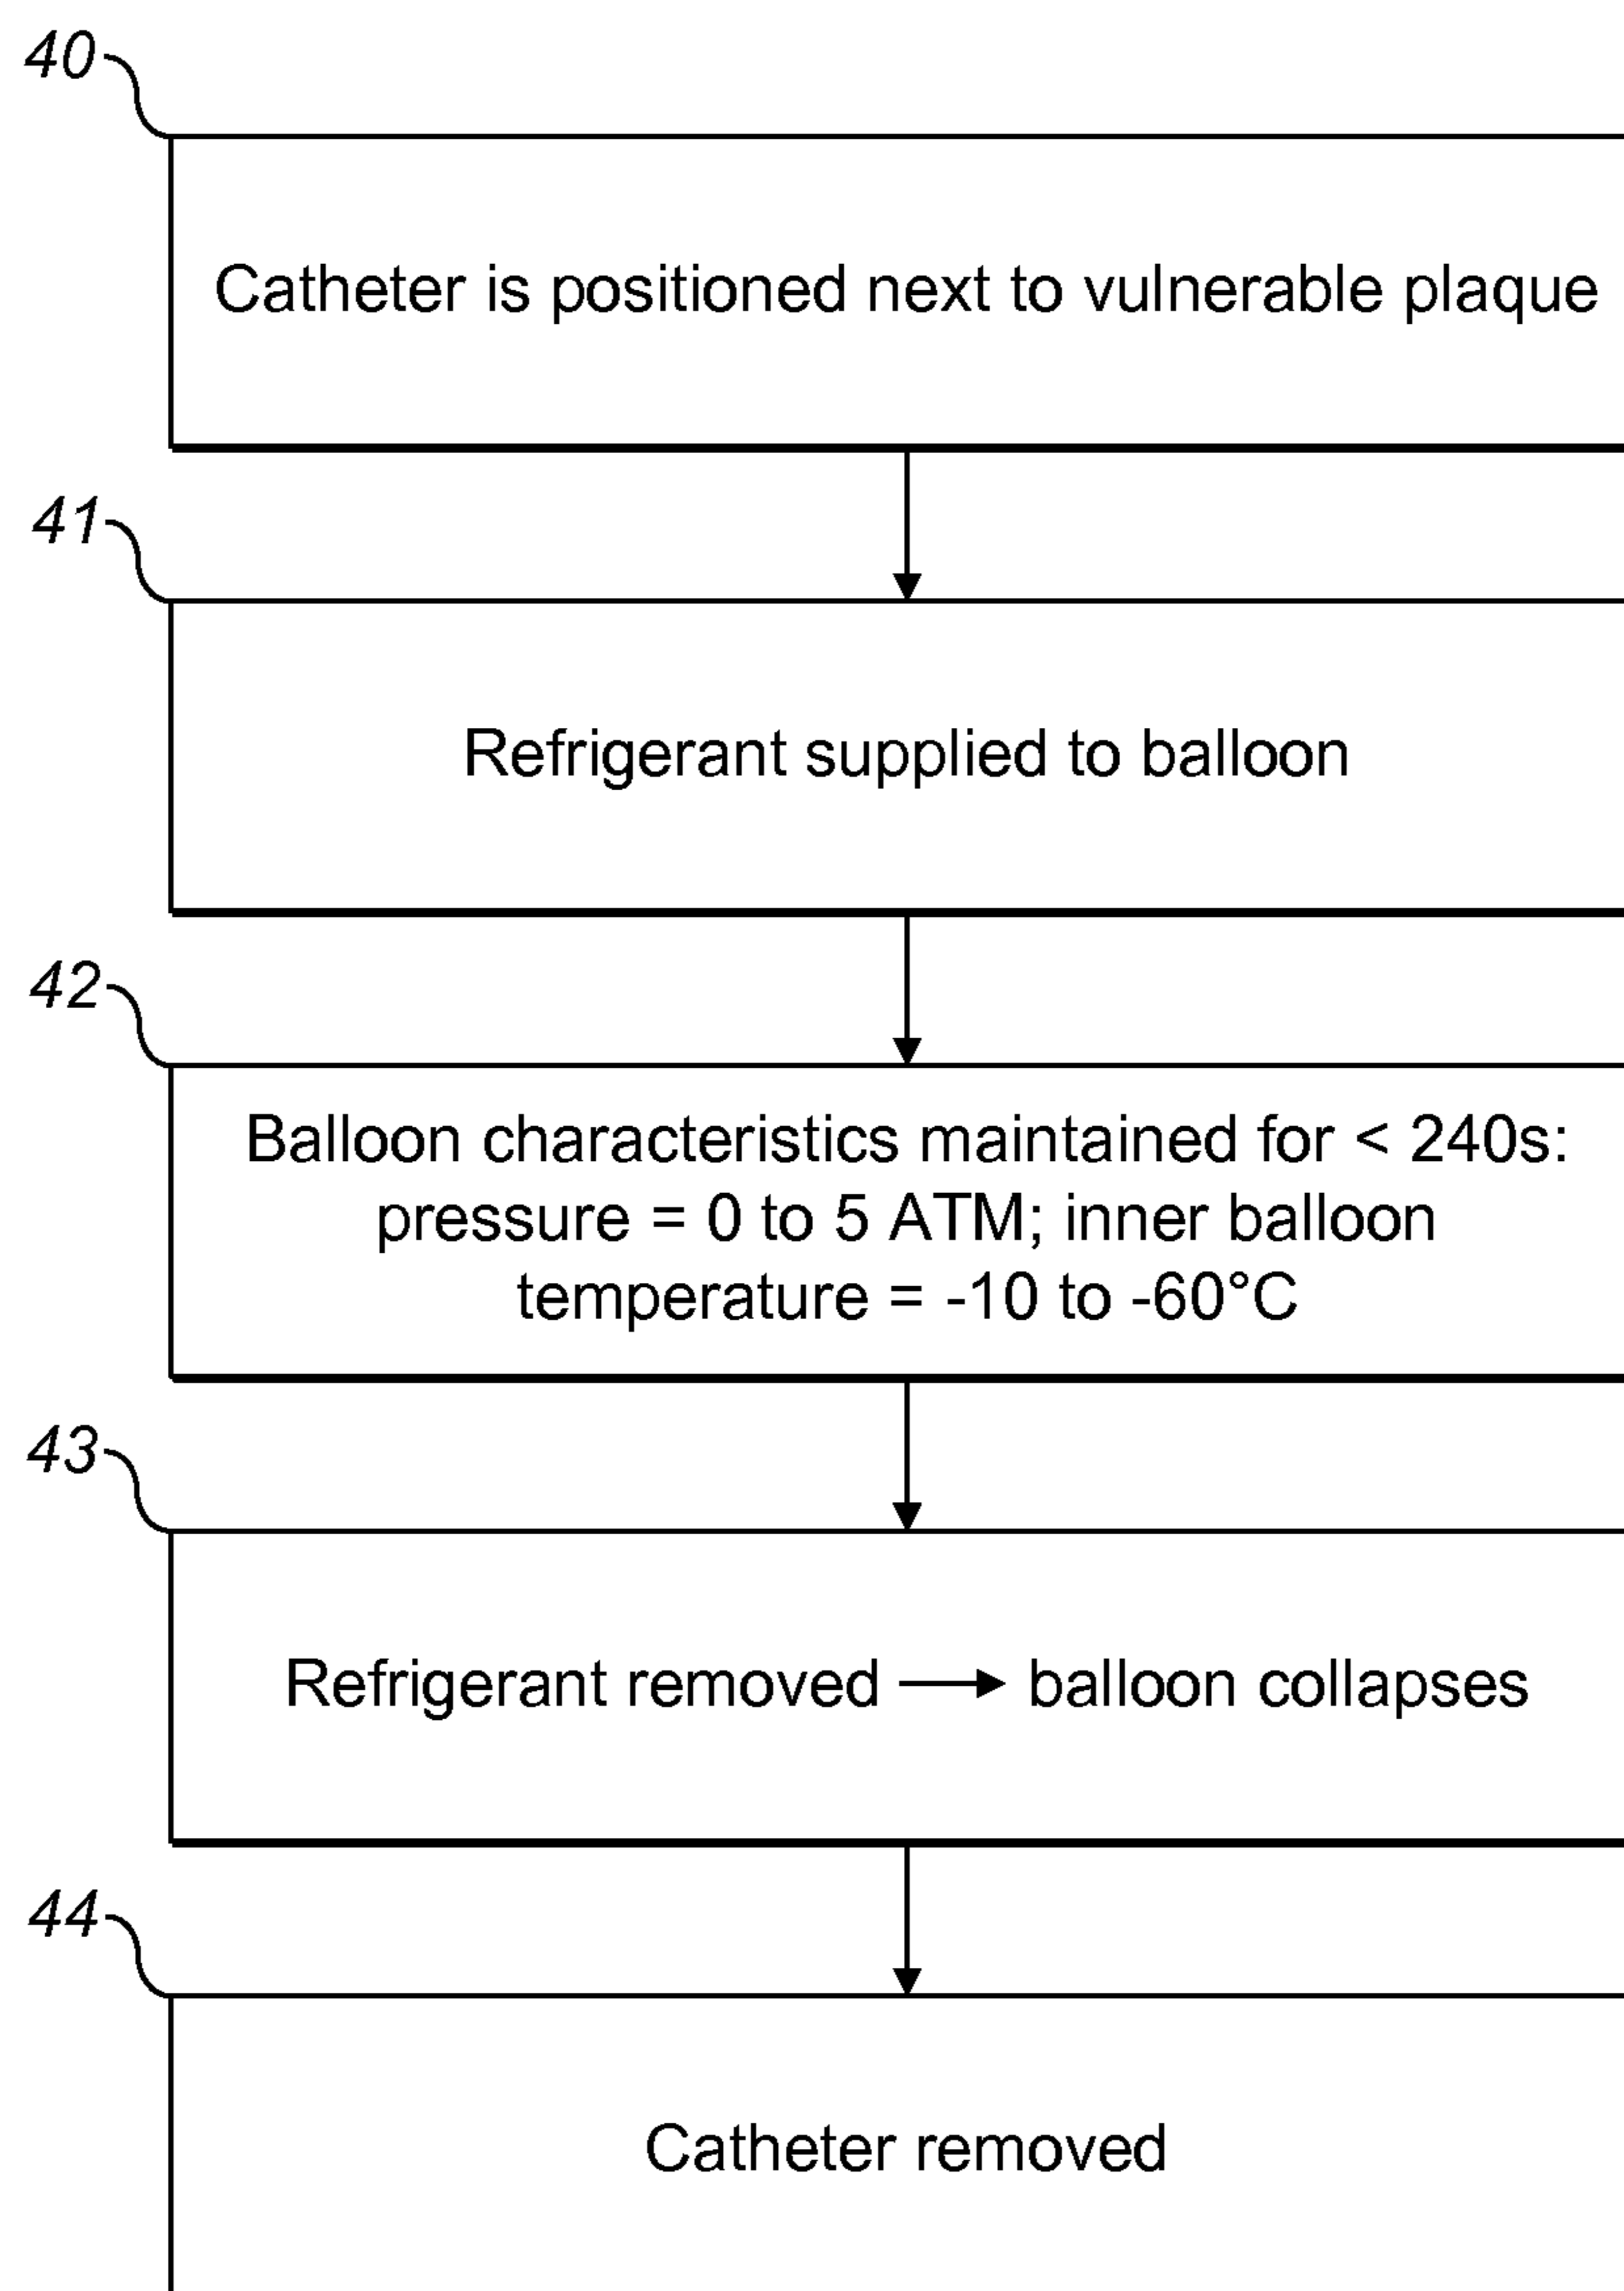 40
Catheter is positioned next to vulnerable plaque
41
Refrigerant supplied to balloon
42
Balloon characteristics maintained for < 240s:
pressure = 0 to 5 ATM; inner balloon
temperature = -10 to -60°C
43
Refrigerant removed → balloon collapses
44
Catheter removed